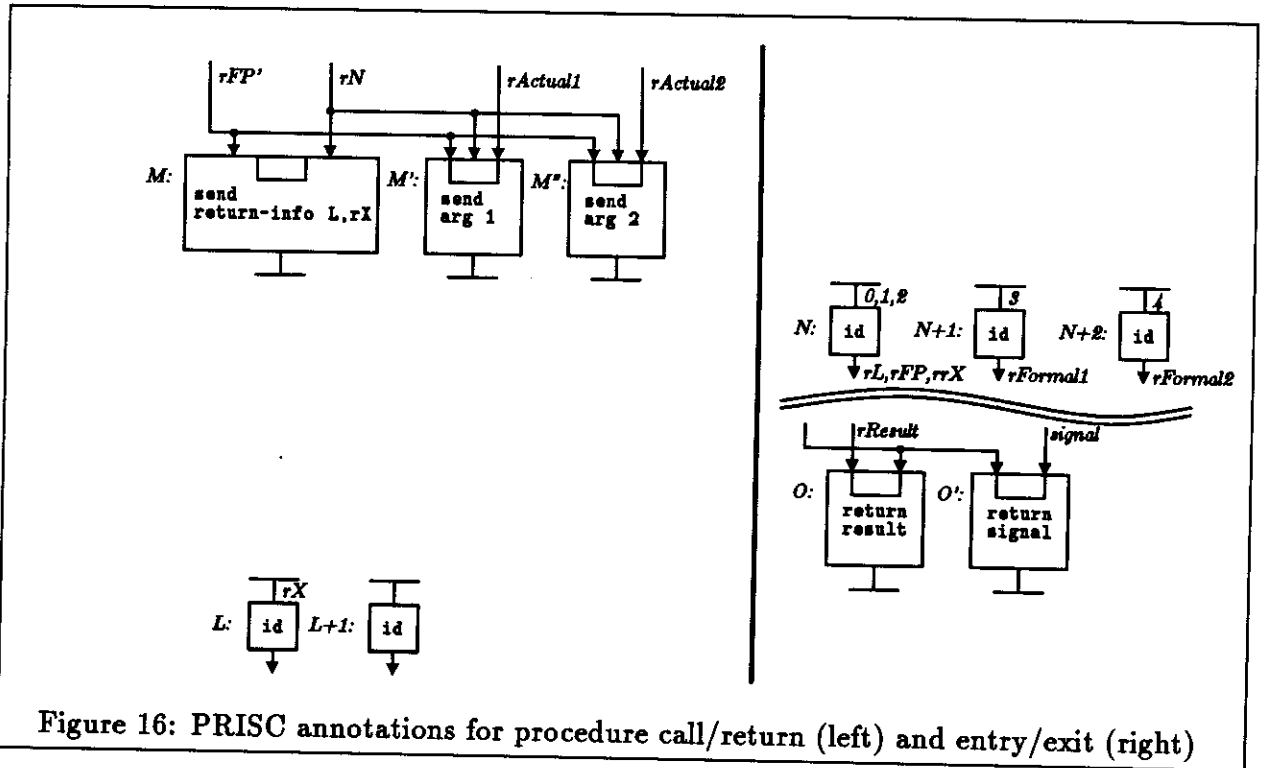 rFP' rN rActual1 rActual2
M: send
return-info L,rX
M': send
arg 1
M": send
arg 2
N: id 0,1,2
N+1: id 3
N+2: id 4
rL,rFP,rrX rFormal1 rFormal2
rResult signal
O: return
result
O': return
signal
rX
L: id L+1: id
Figure 16: PRISC annotations for procedure call/return (left) and entry/exit (right)